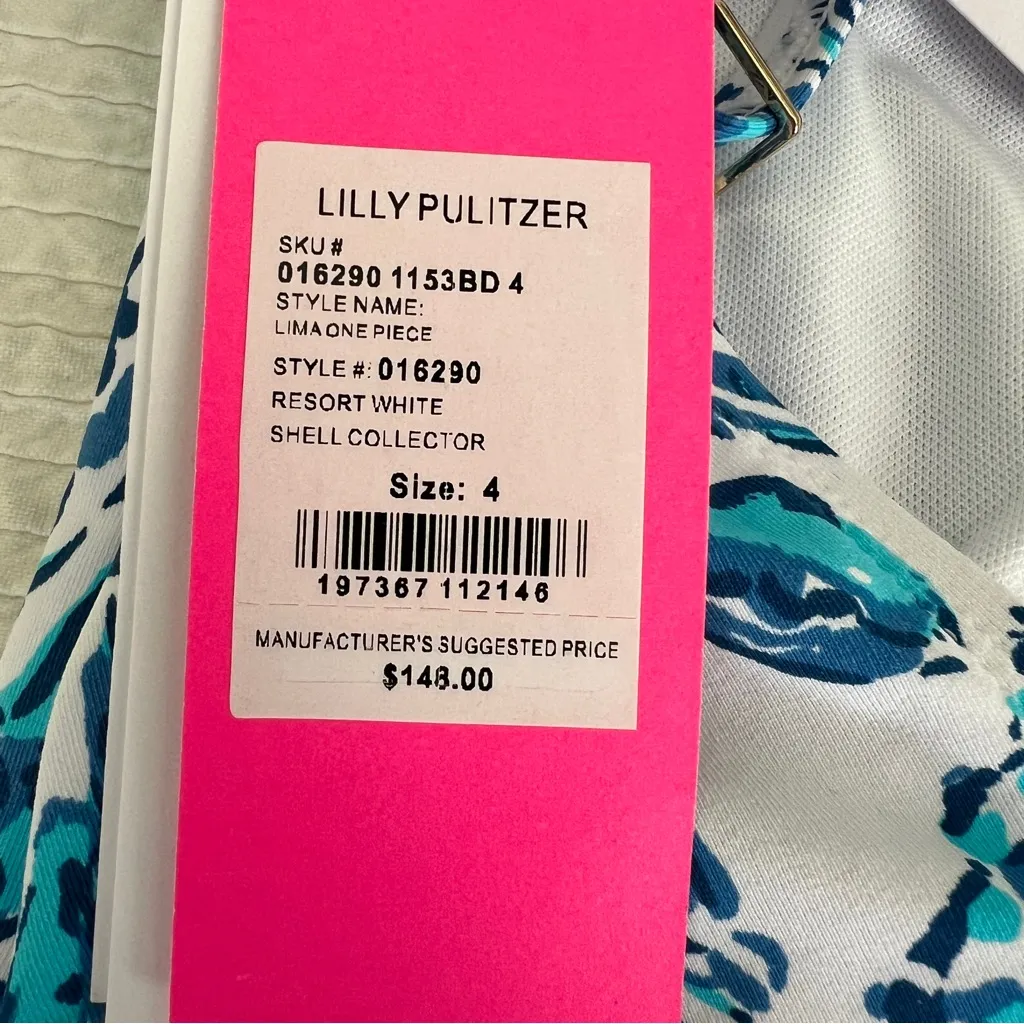 LILLY PULITZER
SKU #
016290 1153BD 4
STYLE NAME:
LIMA ONE PIECE
STYLE #: 016290
RESORT WHITE
SHELL COLLECTOR
Size: 4
197367 112146
MANUFACTURER'S SUGGESTED PRICE
$148.00